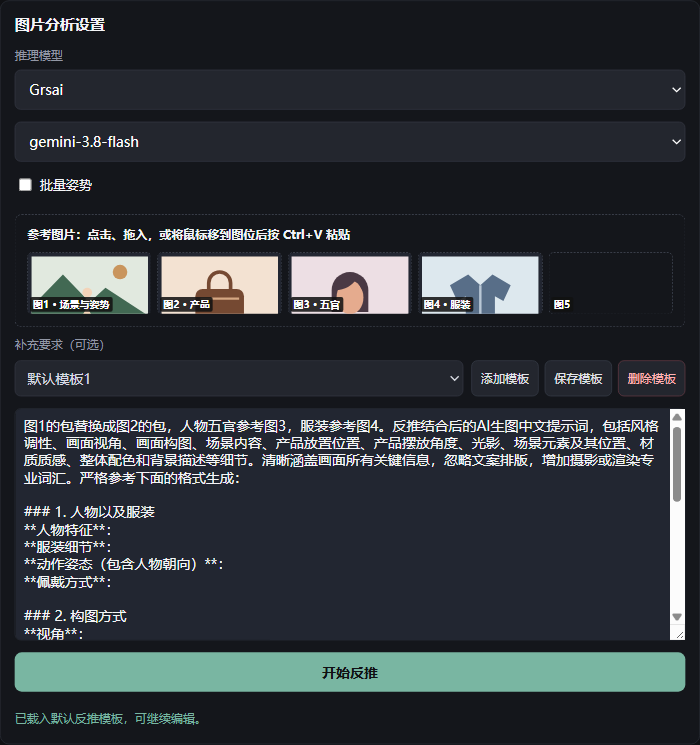 图片分析设置
推理模型
Grsai
gemini-3.8-flash
批量姿势
参考图片：点击、拖入，或将鼠标移到图位后按 Ctrl+V 粘贴
图1 • 场景与姿势
图2 • 产品
图3 • 五官
图4 • 服装
图5
补充要求（可选）
默认模板1
添加模板
保存模板
删除模板
图1的包替换成图2的包，人物五官参考图3，服装参考图4。反推结合后的AI生图中文提示词，包括风格
调性、画面视角、画面构图、场景内容、产品放置位置、产品摆放角度、光影、场景元素及其位置、材
质质感、整体配色和背景描述等细节。清晰涵盖画面所有关键信息，忽略文案排版，增加摄影或渲染专
业词汇。严格参考下面的格式生成：
### 1. 人物以及服装
**人物特征**：
**服装细节**：
**动作姿态（包含人物朝向）**：
**佩戴方式**：
### 2. 构图方式
**视角**：
开始反推
已载入默认反推模板，可继续编辑。